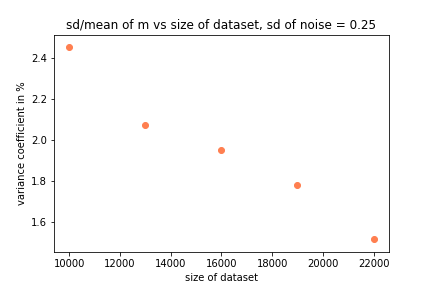 sd/mean of m vs size of dataset, sd of noise = 0.25
variance coefficient in %
2.4
2.2
2.0
1.8
1.6
10000 12000 14000 16000 18000 20000 22000
size of dataset